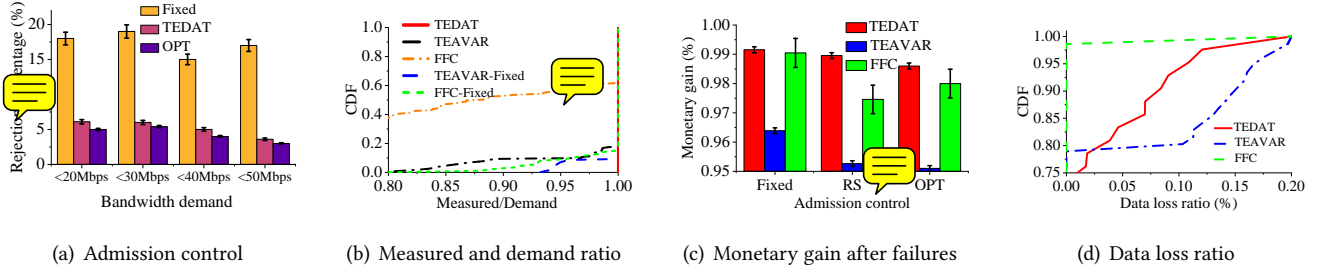 Fixed
TEDAT
OPT
20
15
5
0
<20Mbps <30Mbps <40Mbps <50Mbps
Bandwidth demand
(a) Admission control
CDF
1.0
0.8
0.6
0.4
0.2
0.0
TEDAT
TEAVAR
FFC
TEAVAR-Fixed
FFC-Fixed
0.80 0.85 0.90 0.95 1.00
Measured/Demand
(b) Measured and demand ratio
Monetary gain (%)
1.00
0.99
0.98
0.97
0.96
0.95
TEDAT
TEAVAR
FFC
Fixed RS OPT
Admission control
(c) Monetary gain after failures
CDF
1.00
0.95
0.90
0.85
0.80
0.75
TEDAT
TEAVAR
FFC
0.00 0.05 0.10 0.15 0.20
Data loss ratio (%)
(d) Data loss ratio